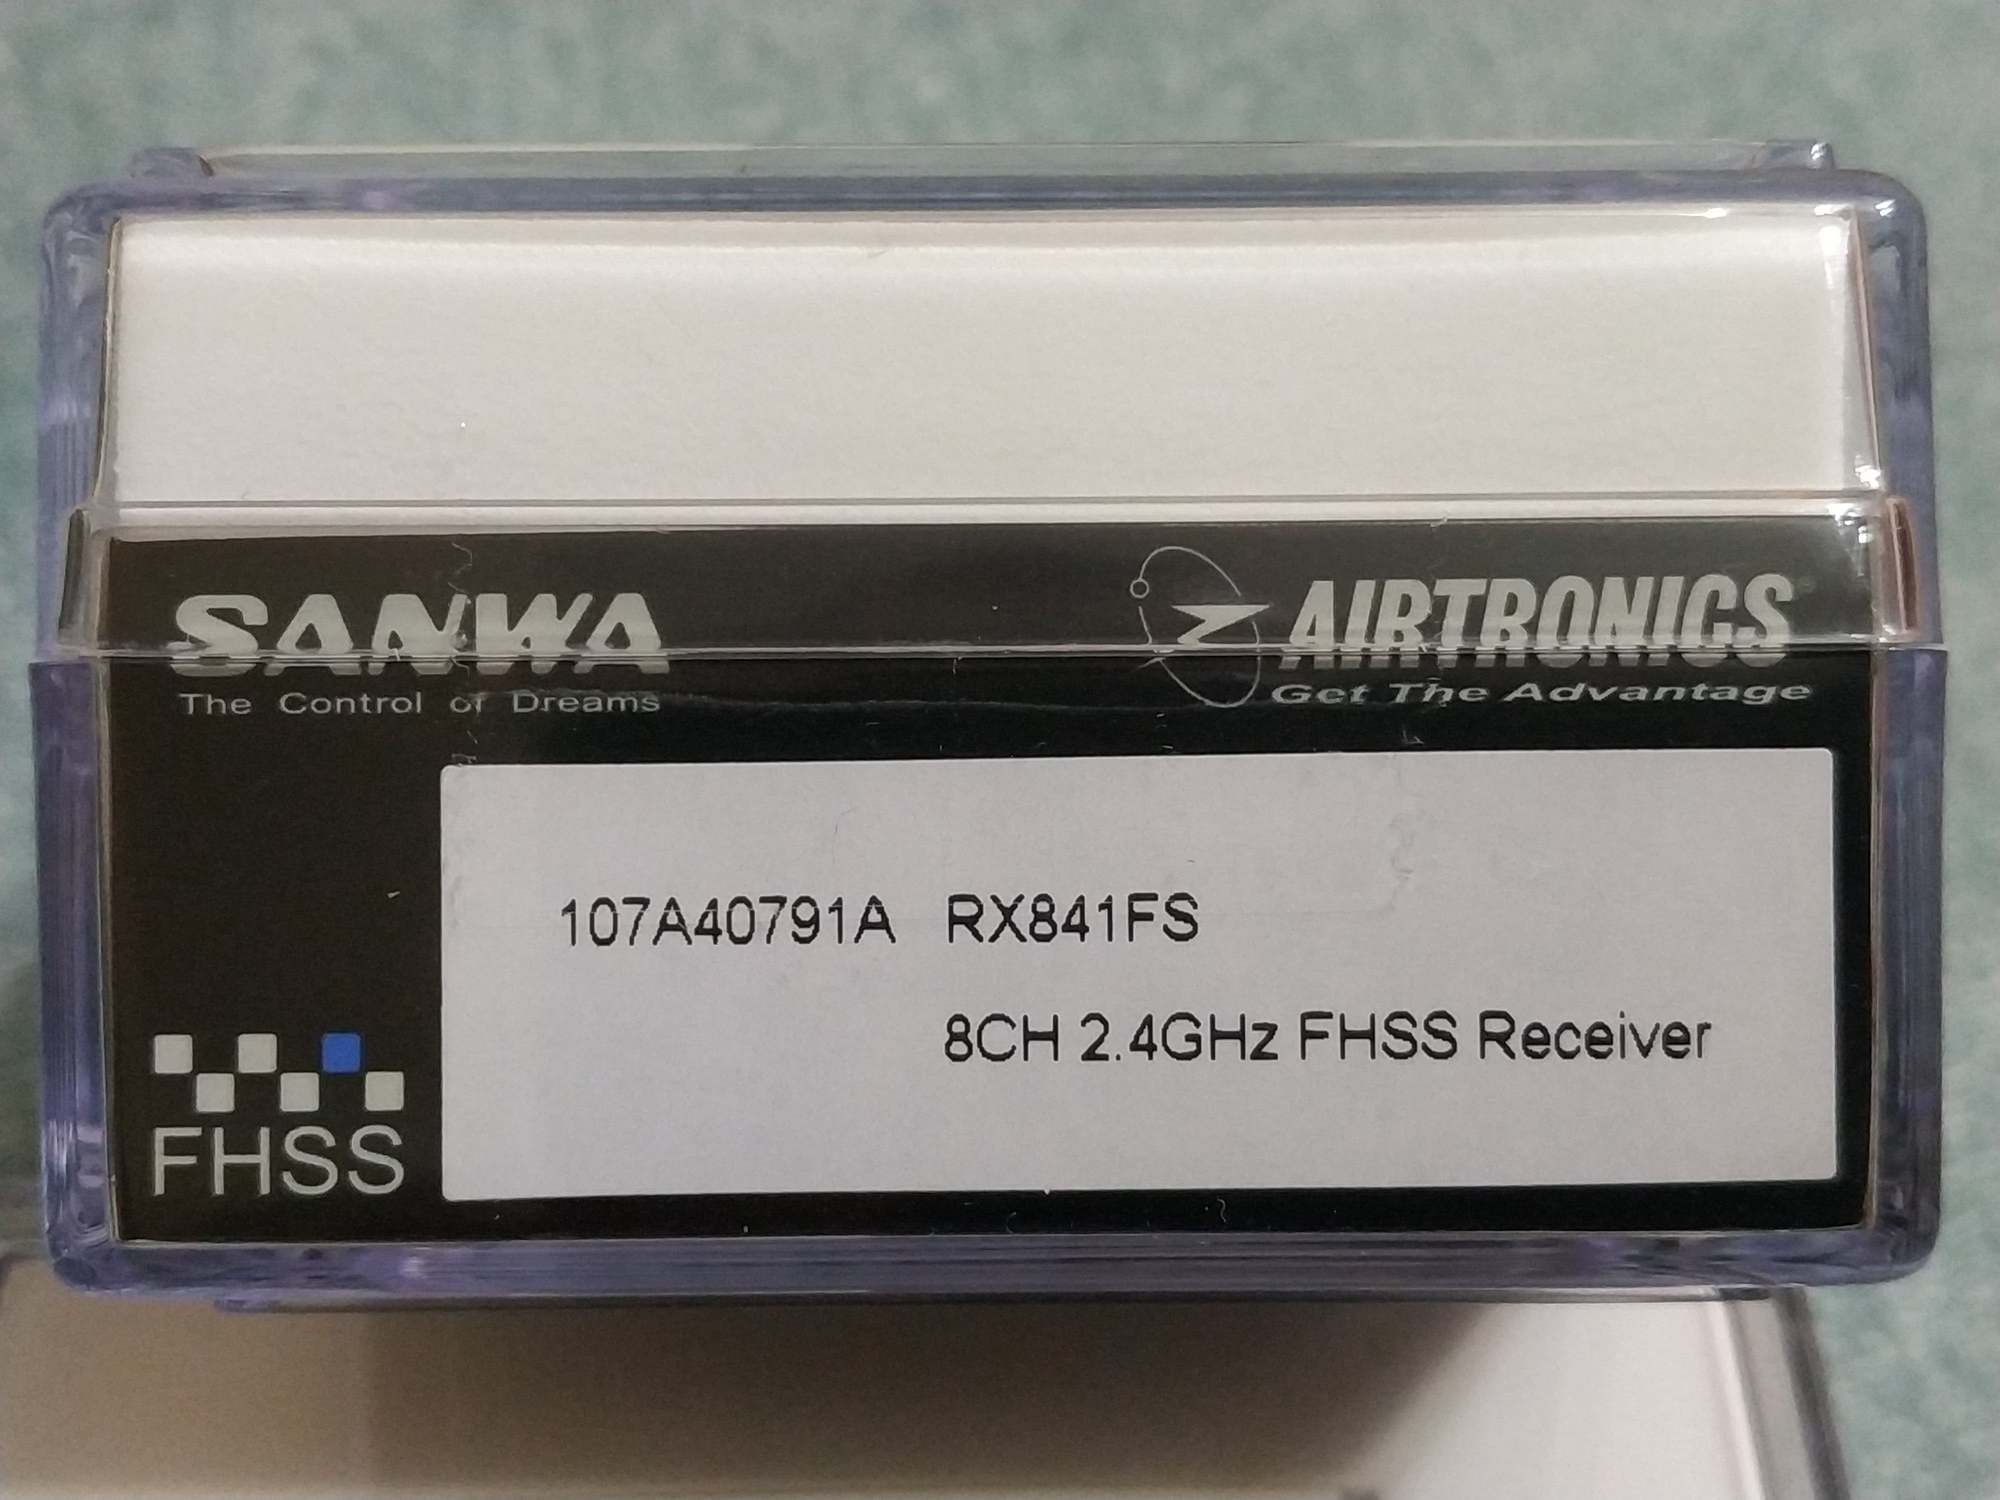 SANWA
The Control of Dreams
AIRTRONICS
Get The Advantage
107A40791A RX841FS
8CH 2.4GHz FHSS Receiver
FHSS